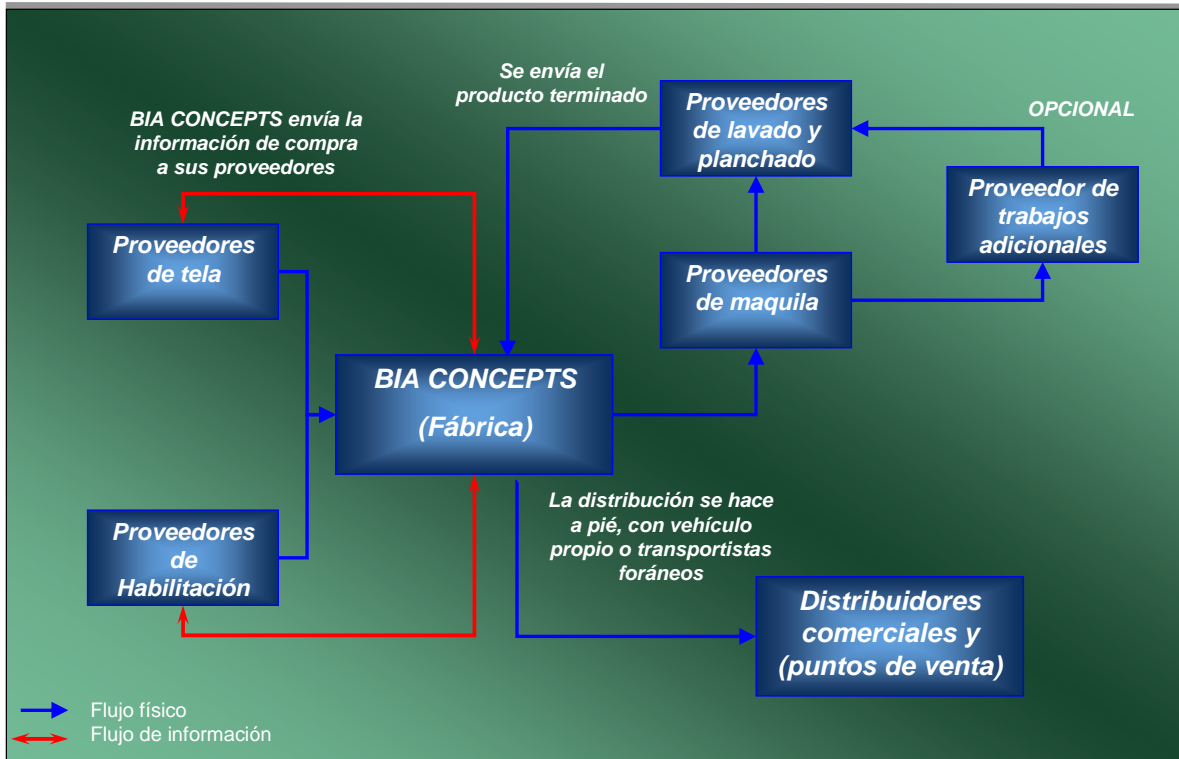 Se envía el
producto terminado
Proveedores
de lavado y
planchado
OPCIONAL
BIA CONCEPTS envía la
información de compra
a sus proveedores
Proveedor de
trabajos
adicionales
Proveedores
de tela
Proveedores
de maquila
BIA CONCEPTS
(Fábrica)
La distribución se hace
a pié, con vehículo
propio o transportistas
foráneos
Proveedores
de
Habilitación
Distribuidores
comerciales y
(puntos de venta)
Flujo físico
Flujo de información